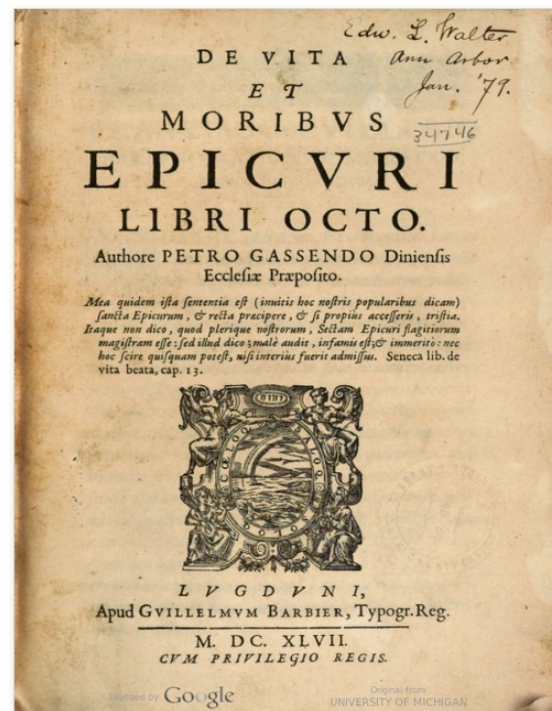 Edw. L. Walter
Ann Arbor
Jan. '79.
34746
DE VITA
ET
MORIBVS
EPICVRI
LIBRI OCTO.
Authore PETRO GASSENDO Diniensis
Ecclesiæ Præposito.
Mea quidem ista sententia est (inuitis hoc nostris popularibus dicam)
sancta Epicurum, & recta præcipere, & si propius accesseris, tristia.
Itaque non dico, quod plerique nostrorum, Sectam Epicuri flagitiorum
magistram esse: sed illud dico; malè audit, infamis est; & immeritò: nec
hoc scire quisquam potest, nisi interiùs fuerit admissus. Seneca lib. de
vita beata, cap. 13.
LVGDVNI,
Apud GVILLELMVM BARBIER, Typogr. Reg.
M. DC. XLVII.
CVM PRIVILEGIO REGIS.
Digitized by Google
Original from
UNIVERSITY OF MICHIGAN